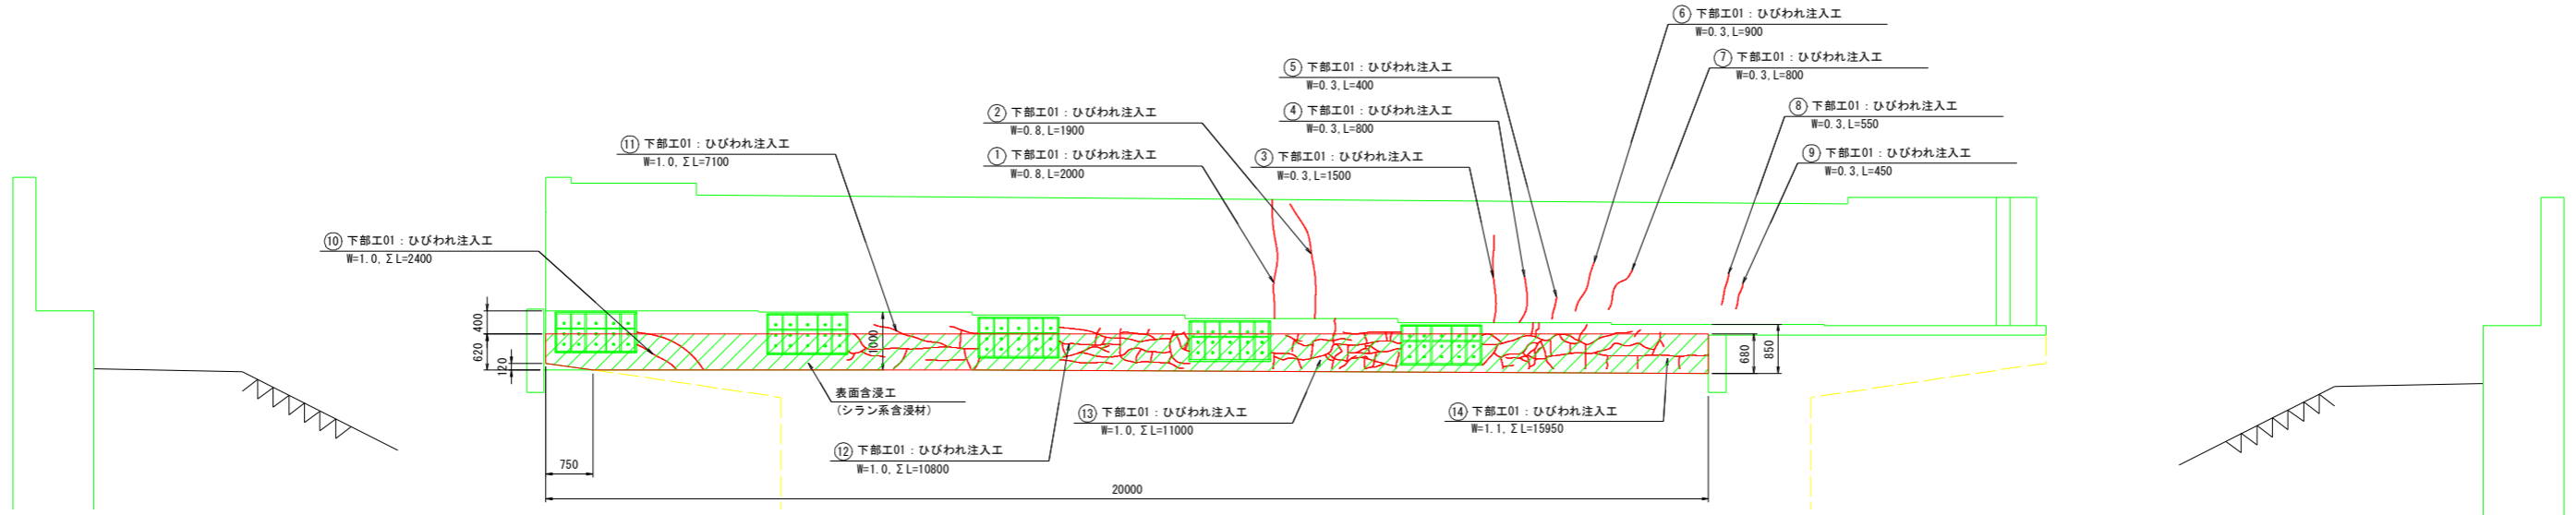 ⑥ 下部工01：ひびわれ注入工
W=0.3, L=900
⑦ 下部工01：ひびわれ注入工
W=0.3, L=800
⑤ 下部工01：ひびわれ注入工
W=0.3, L=400
⑧ 下部工01：ひびわれ注入工
W=0.3, L=550
② 下部工01：ひびわれ注入工
W=0.8, L=1900
④ 下部工01：ひびわれ注入工
W=0.3, L=800
⑪ 下部工01：ひびわれ注入工
W=1.0, ΣL=7100
① 下部工01：ひびわれ注入工
W=0.8, L=2000
③ 下部工01：ひびわれ注入工
W=0.3, L=1500
⑨ 下部工01：ひびわれ注入工
W=0.3, L=450
⑩ 下部工01：ひびわれ注入工
W=1.0, ΣL=2400
400
620
120
1000
680
850
表面含浸工
(シラン系含浸材)
⑬ 下部工01：ひびわれ注入工
W=1.0, ΣL=11000
⑭ 下部工01：ひびわれ注入工
W=1.1, ΣL=15950
⑫ 下部工01：ひびわれ注入工
W=1.0, ΣL=10800
750
20000